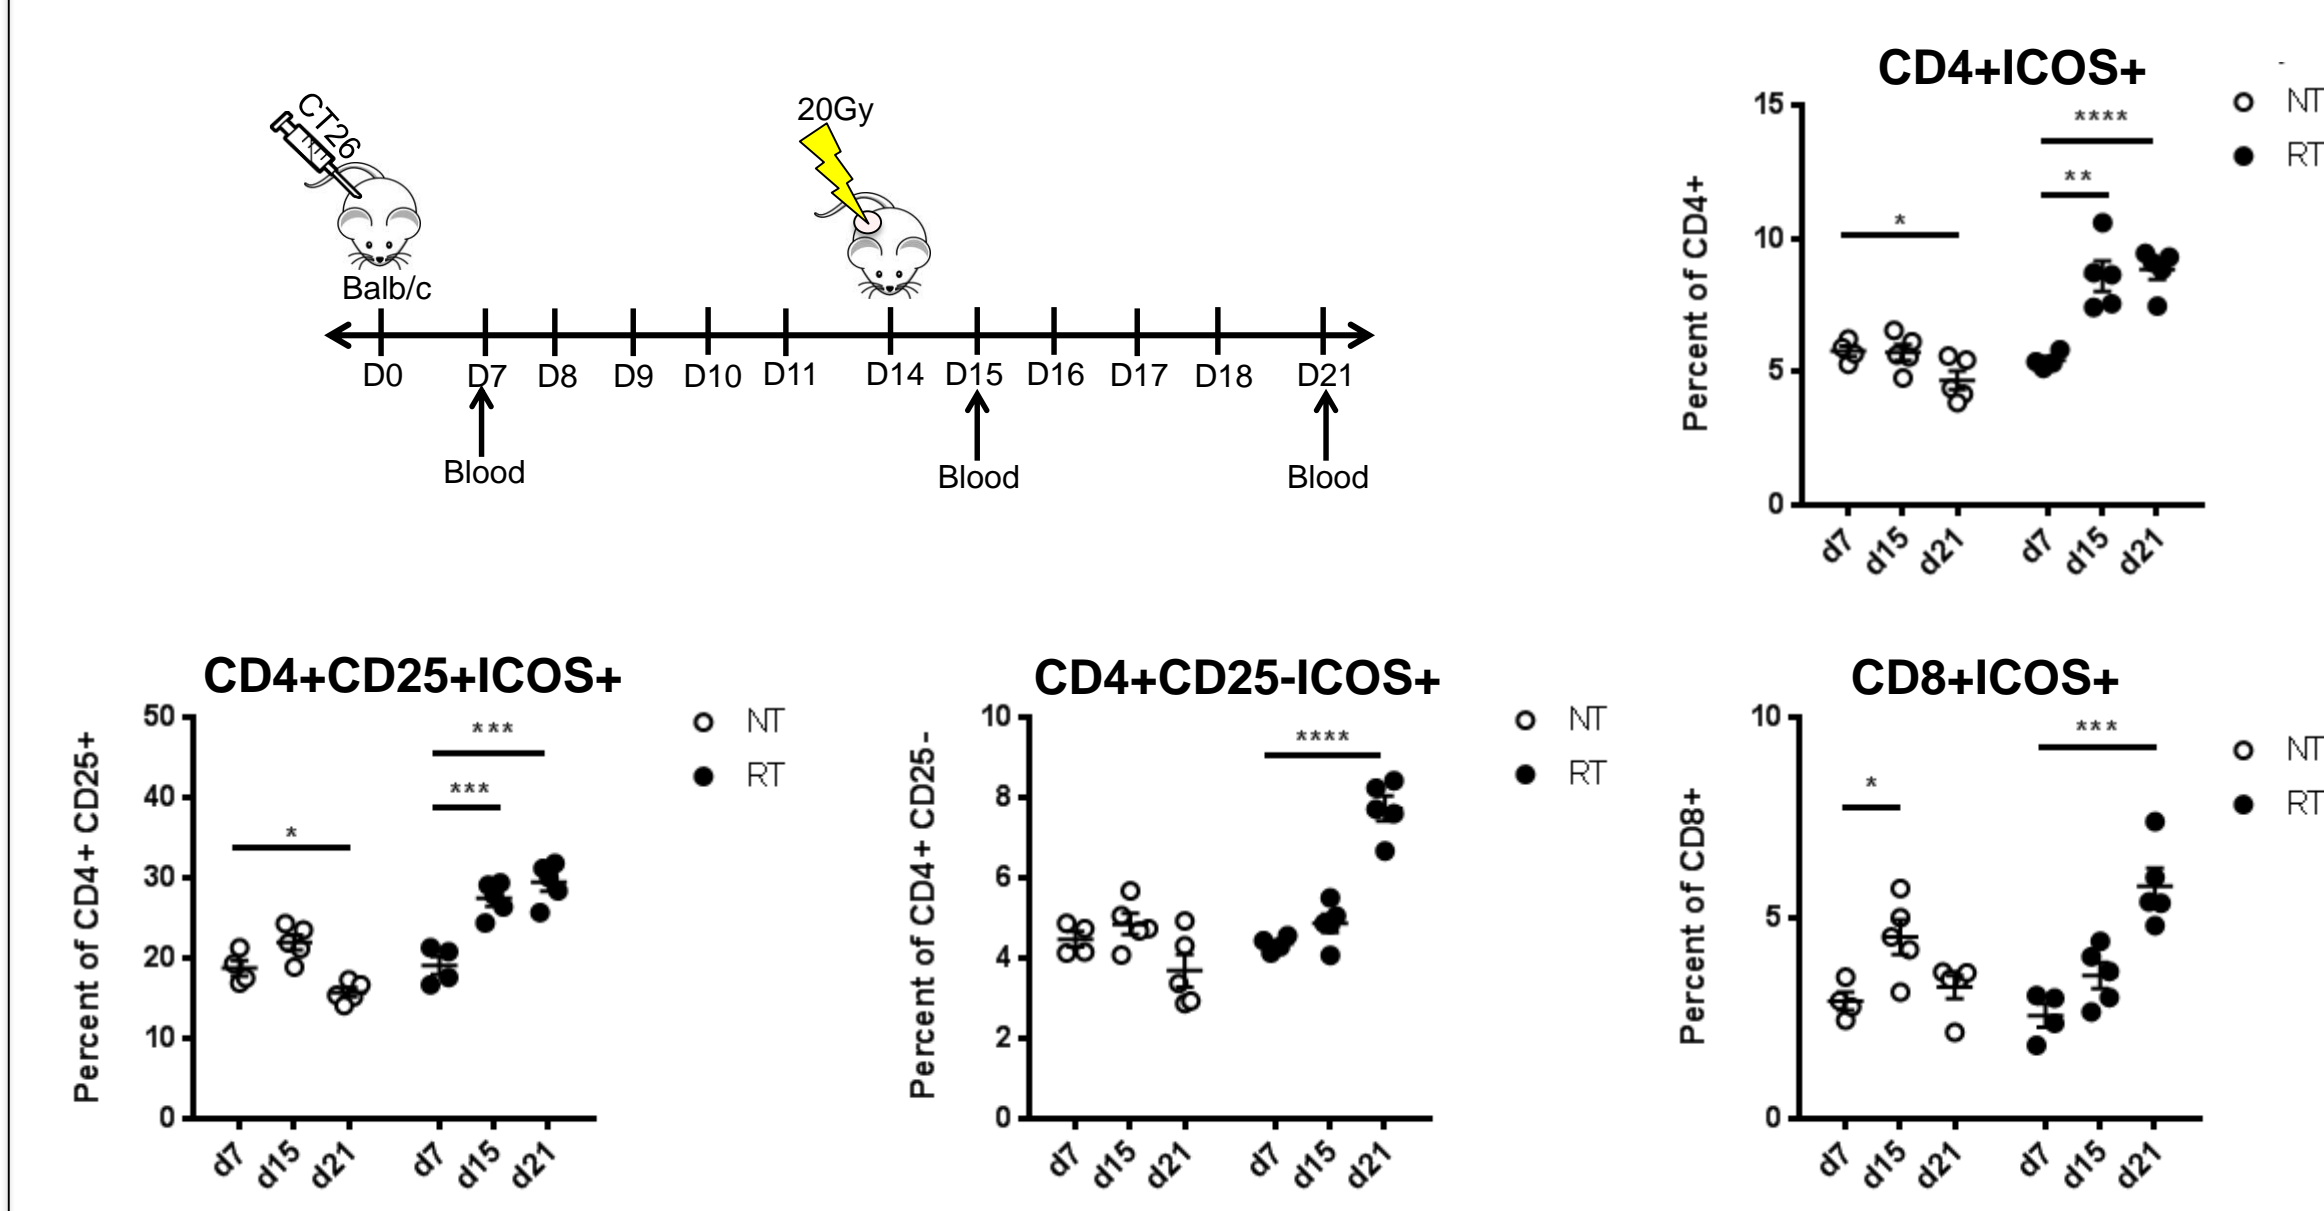 CT26
Balb/c
20Gy
D0 D7 D8 D9 D10 D11 D14 D15 D16 D17 D18 D21
Blood Blood Blood
CD4+ICOS+
NT
RT
Percent of CD4+
15
10
5
0
**** 
**
*
d7 d15 d21 d7 d15 d21
CD4+CD25+ICOS+
NT
RT
Percent of CD4+ CD25+
50
40
30
20
10
0
***
***
*
d7 d15 d21 d7 d15 d21
CD4+CD25-ICOS+
NT
RT
Percent of CD4+ CD25-
10
8
6
4
2
0
****
d7 d15 d21 d7 d15 d21
CD8+ICOS+
NT
RT
Percent of CD8+
10
5
0
***
*
d7 d15 d21 d7 d15 d21